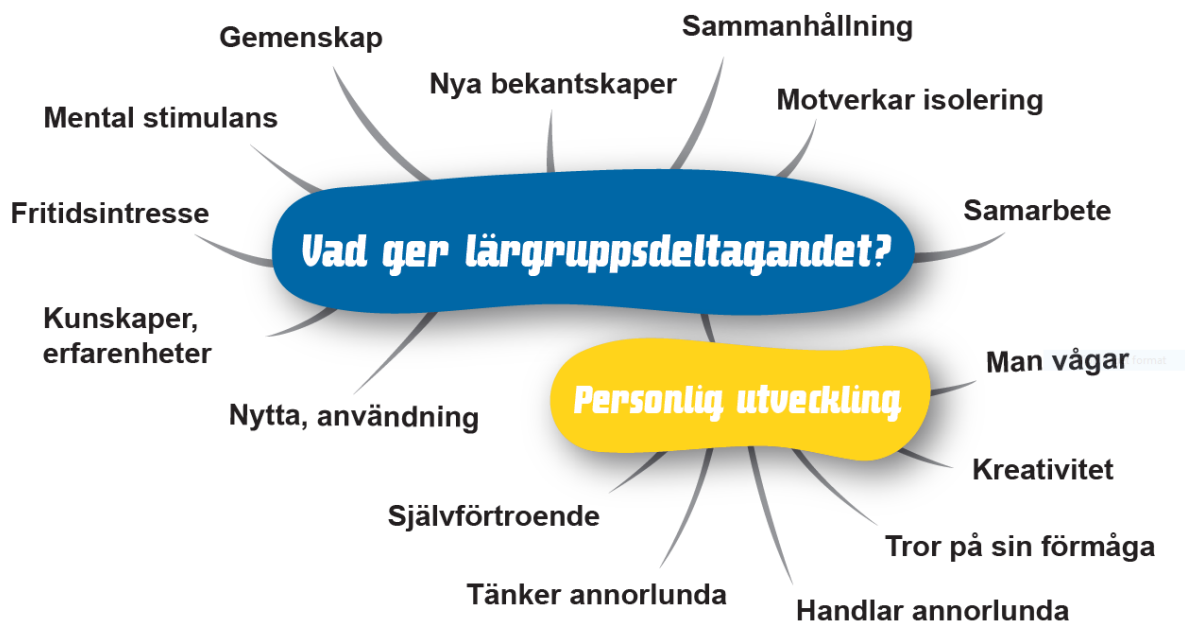 Sammanhållning
Gemenskap
Nya bekantskaper
Motverkar isolering
Mental stimulans
Fritidsintresse
Samarbete
Vad ger lärgruppsdeltagandet?
Kunskaper,
erfarenheter
Man vågar
Nytta, användning
Personlig utveckling
Kreativitet
Självförtroende
Tror på sin förmåga
Tänker annorlunda
Handlar annorlunda